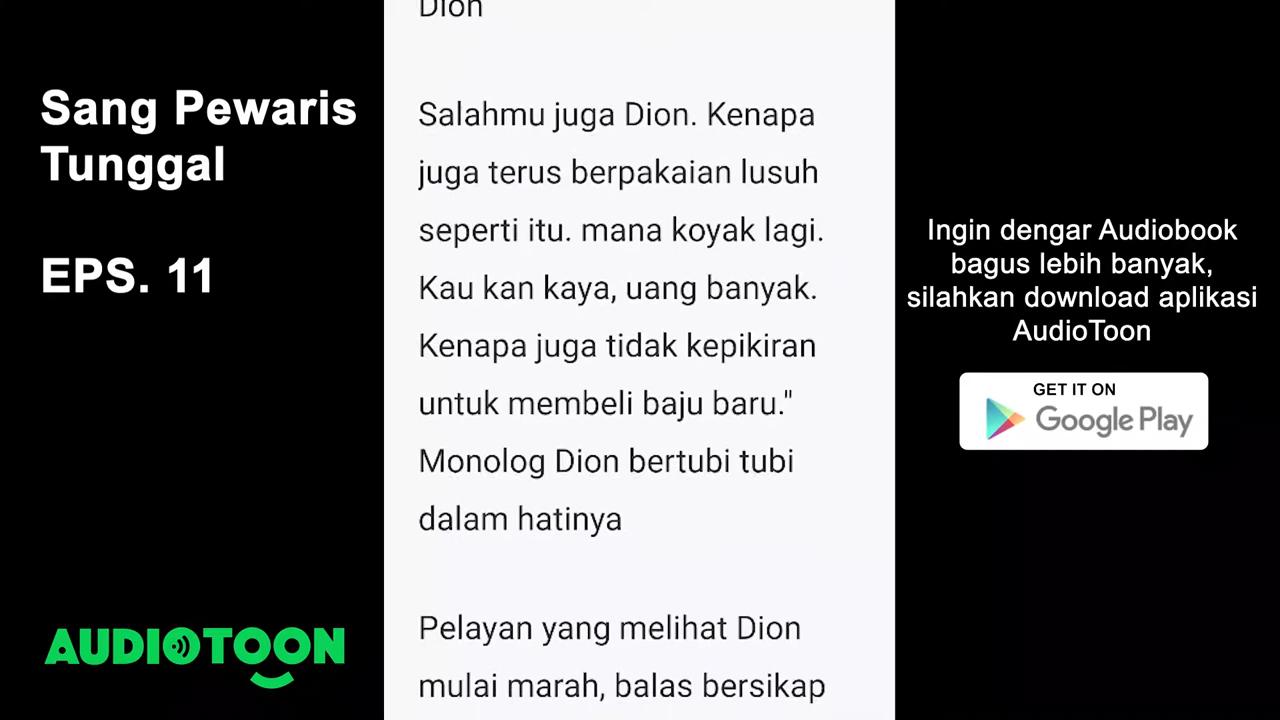 Sang Pewaris
Tunggal
EPS. 11
AUDIOTOON
Dion
Salahmu juga Dion. Kenapa
juga terus berpakaian lusuh
seperti itu. mana koyak lagi.
Kau kan kaya, uang banyak.
Kenapa juga tidak kepikiran
untuk membeli baju baru."
Monolog Dion bertubi tubi
dalam hatinya
Pelayan yang melihat Dion
mulai marah, balas bersikap
Ingin dengar Audiobook
bagus lebih banyak,
silahkan download aplikasi
AudioToon
GET IT ON
Google Play